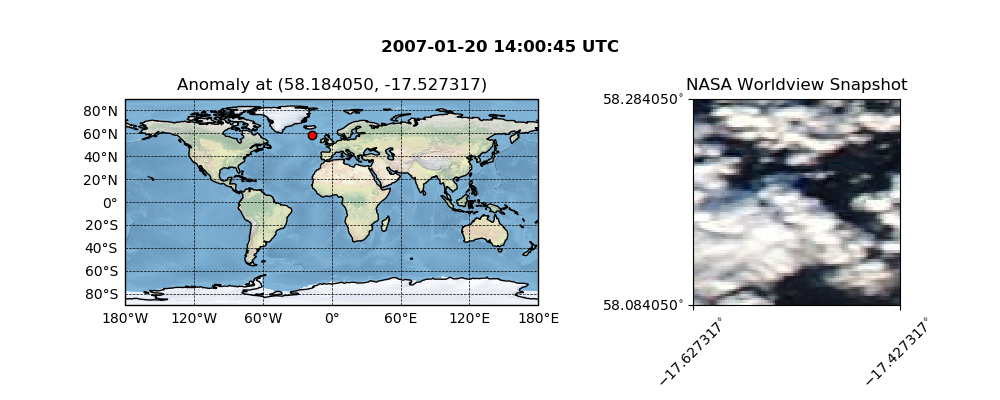 2007-01-20 14:00:45 UTC
Anomaly at (58.184050, -17.527317)
80°N
60°N
40°N
20°N
0°
20°S
40°S
60°S
80°S
180°W 120°W 60°W 0° 60°E 120°E 180°E
NASA Worldview Snapshot
58.284050°
58.084050°
−17.627317°
−17.427317°